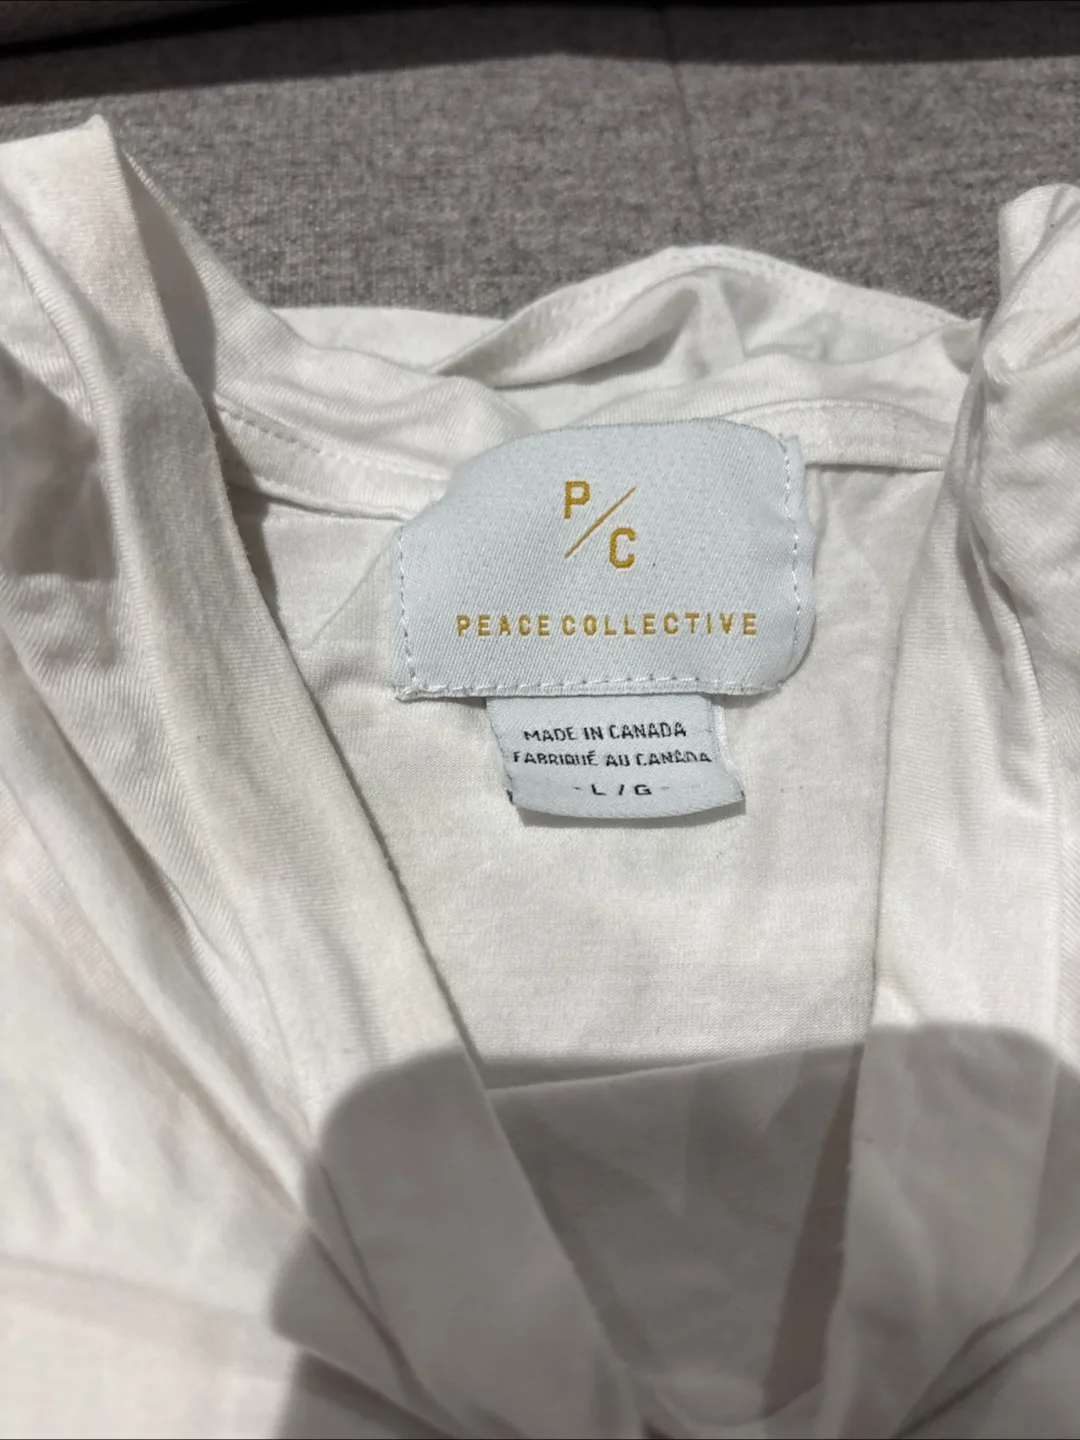 P/C
PEACE COLLECTIVE
MADE IN CANADA
FABRIQUÉ AU CANADA
- L / G -